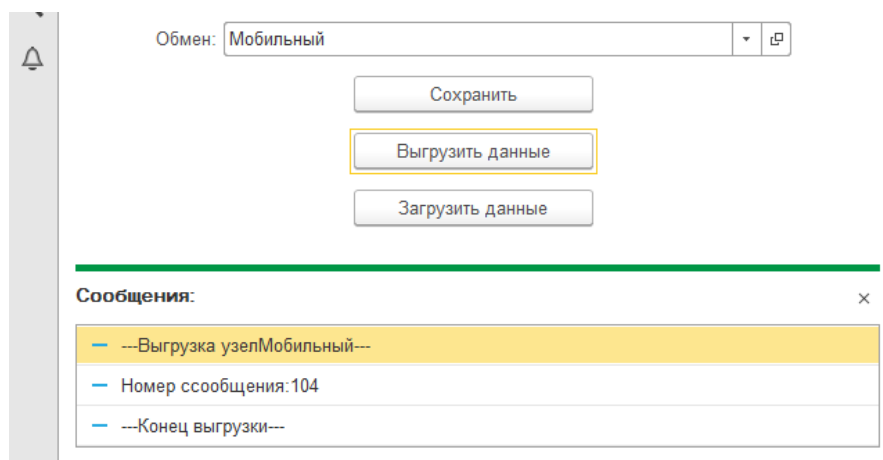 Обмен: Мобильный
Сохранить
Выгрузить данные
Загрузить данные
Сообщения:
---Выгрузка узелМобильный---
Номер ссообщения:104
---Конец выгрузки---